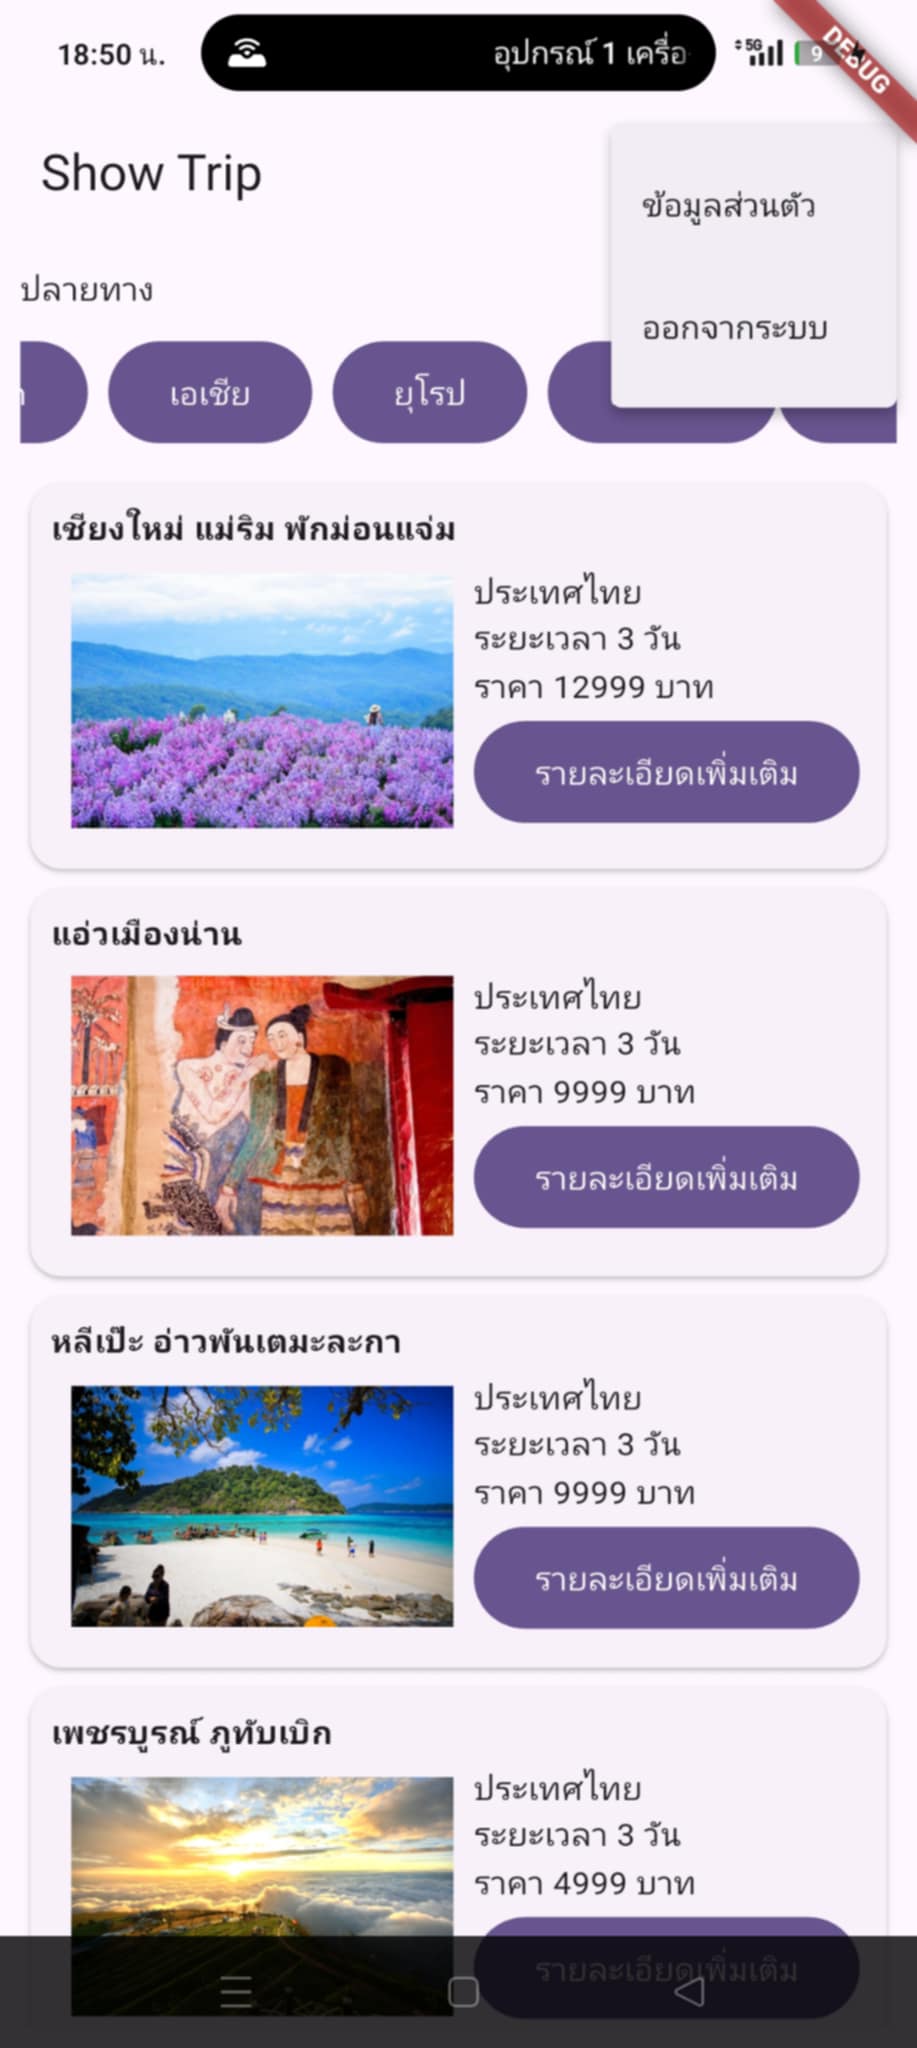 18:50 น.
อุปกรณ์ 1 เครื่อ
5G
9
DEBUG
Show Trip
ข้อมูลส่วนตัว
ออกจากระบบ
ปลายทาง
เอเชีย
ยุโรป
เชียงใหม่ แม่ริม พักม่อนแจ่ม
ประเทศไทย
ระยะเวลา 3 วัน
ราคา 12999 บาท
รายละเอียดเพิ่มเติม
แอ่วเมืองน่าน
ประเทศไทย
ระยะเวลา 3 วัน
ราคา 9999 บาท
รายละเอียดเพิ่มเติม
หลีเป๊ะ อ่าวพันเตมะละกา
ประเทศไทย
ระยะเวลา 3 วัน
ราคา 9999 บาท
รายละเอียดเพิ่มเติม
เพชรบูรณ์ ภูทับเบิก
ประเทศไทย
ระยะเวลา 3 วัน
ราคา 4999 บาท
รายละเอียดเพิ่มเติม